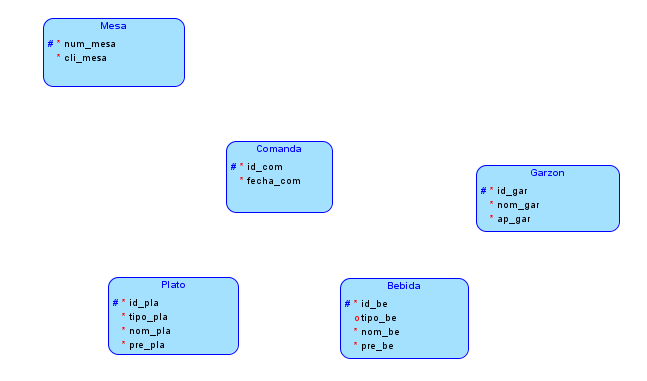 Mesa
# * num_mesa
* cli_mesa
Comanda
# * id_com
* fecha_com
Garzon
# * id_gar
* nom_gar
* ap_gar
Plato
# * id_pla
* tipo_pla
* nom_pla
* pre_pla
Bebida
# * id_be
o tipo_be
* nom_be
* pre_be